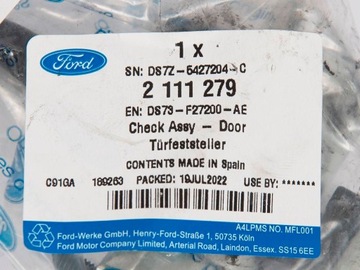 1 x
Ford
SN: DS7Z-5427204-C
2 111 279
EN: DS73-F27200-AE
Check Assy - Door
Türfeststeller
CONTENTS MADE IN Spain
C91GA 189263 PACKED: 19JUL2022 USE BY: *******
A4LPMS NO. MFL001
Ford-Werke GmbH, Henry-Ford-Straße 1, 50735 Köln
Ford Motor Company Limited, Arterial Road, Laindon, Essex. SS15 6EE